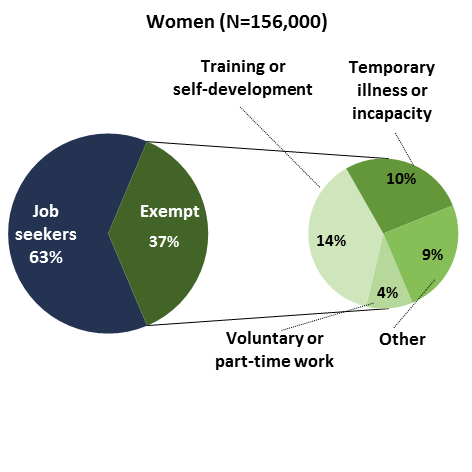 Women (N=156,000)
Training or
self-development
Temporary
illness or
incapacity
Job
seekers
63%
Exempt
37%
10%
14%
9%
4%
Voluntary or
part-time work
Other